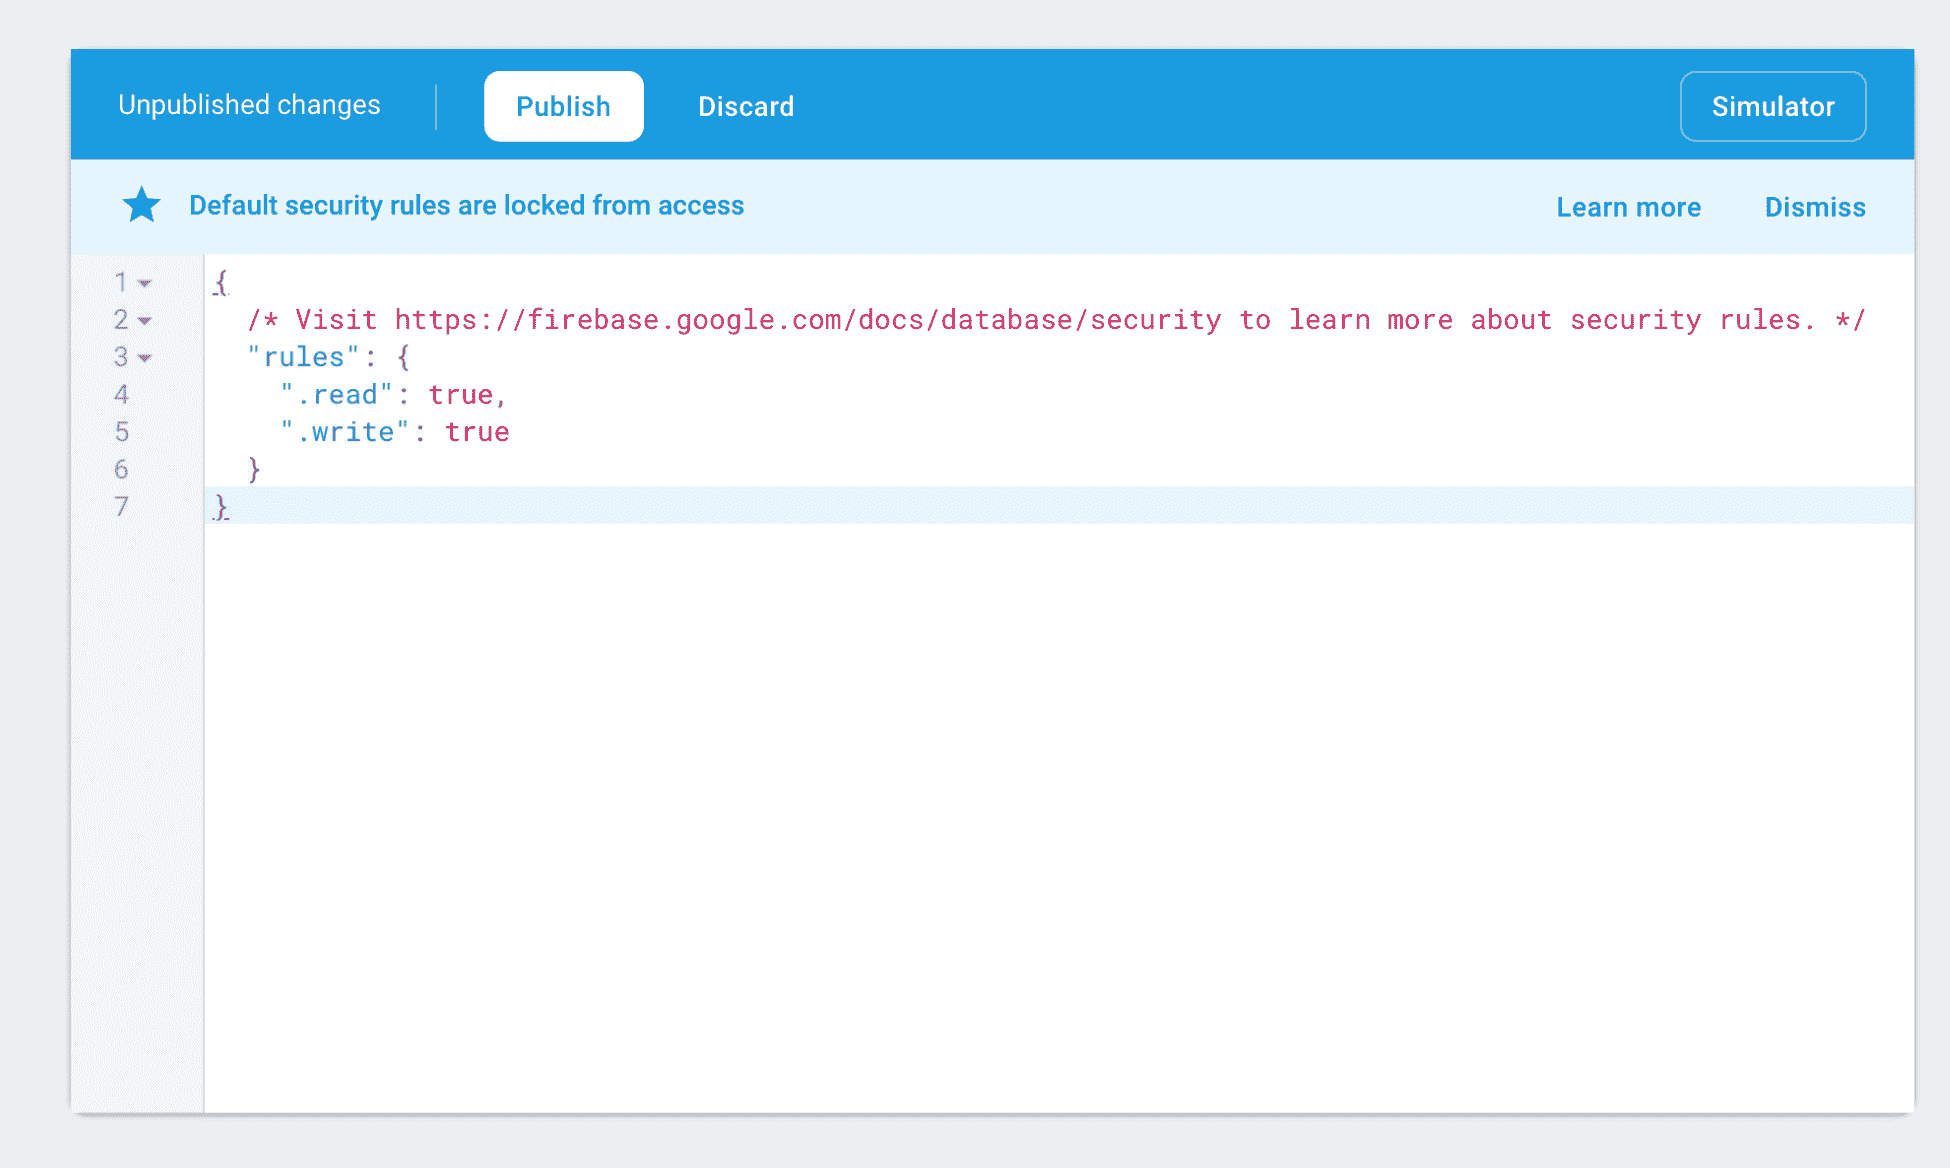 Unpublished changes Publish Discard Simulator
Default security rules are locked from access Learn more Dismiss
1 {
2 /* Visit https://firebase.google.com/docs/database/security to learn more about security rules. */
3 "rules": {
4 ".read": true,
5 ".write": true
6 }
7 }